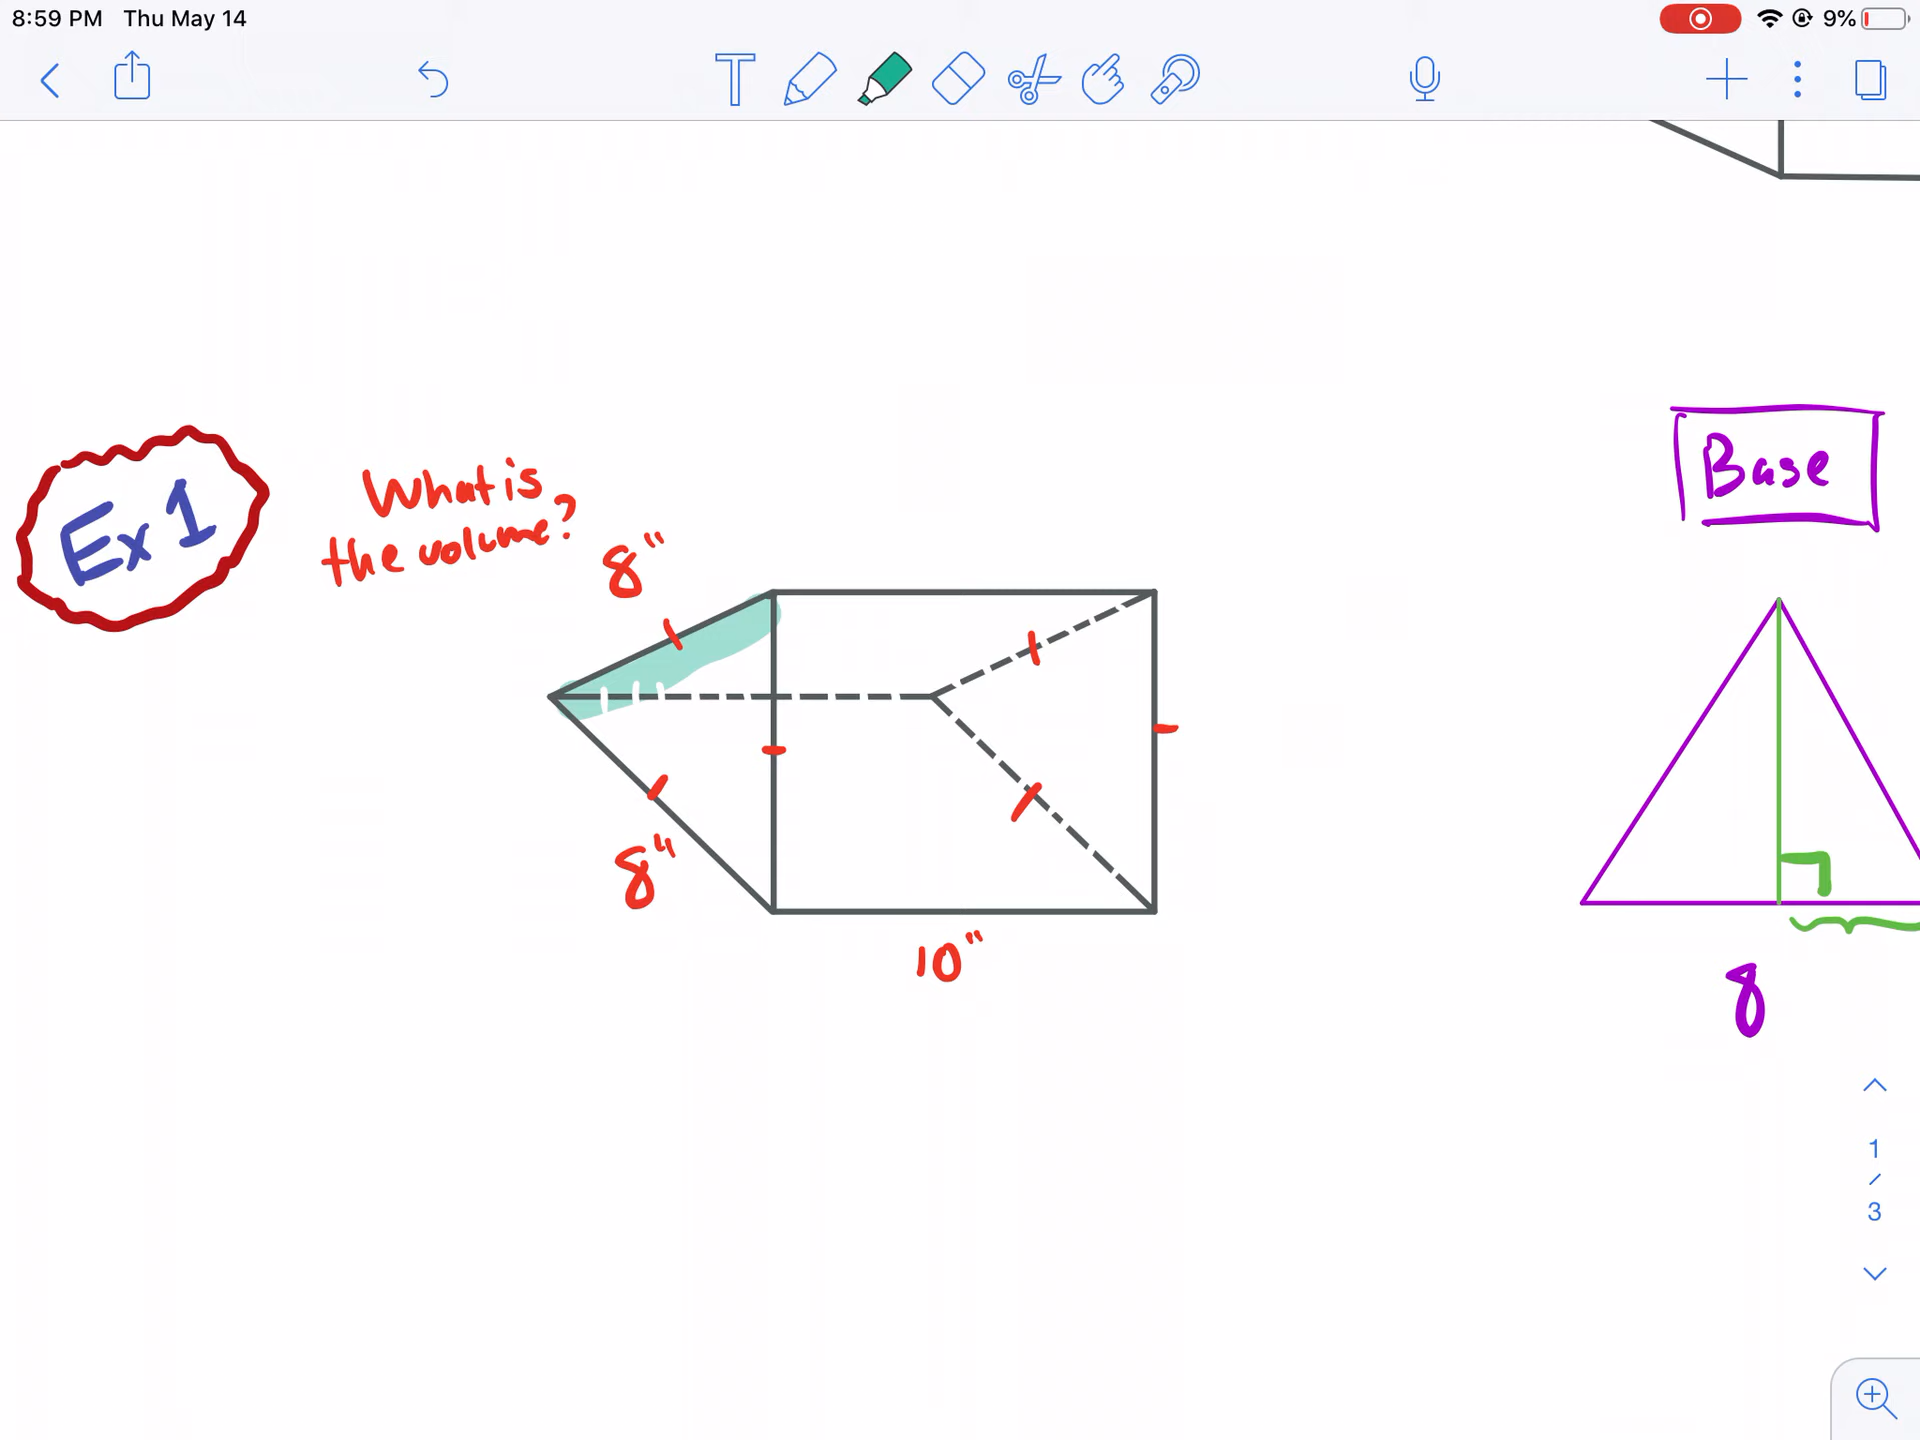 8:59 PM Thu May 14
9%
T
Ex 1
What is
the volume?
8"
8"
10"
Base
8
1
/
3